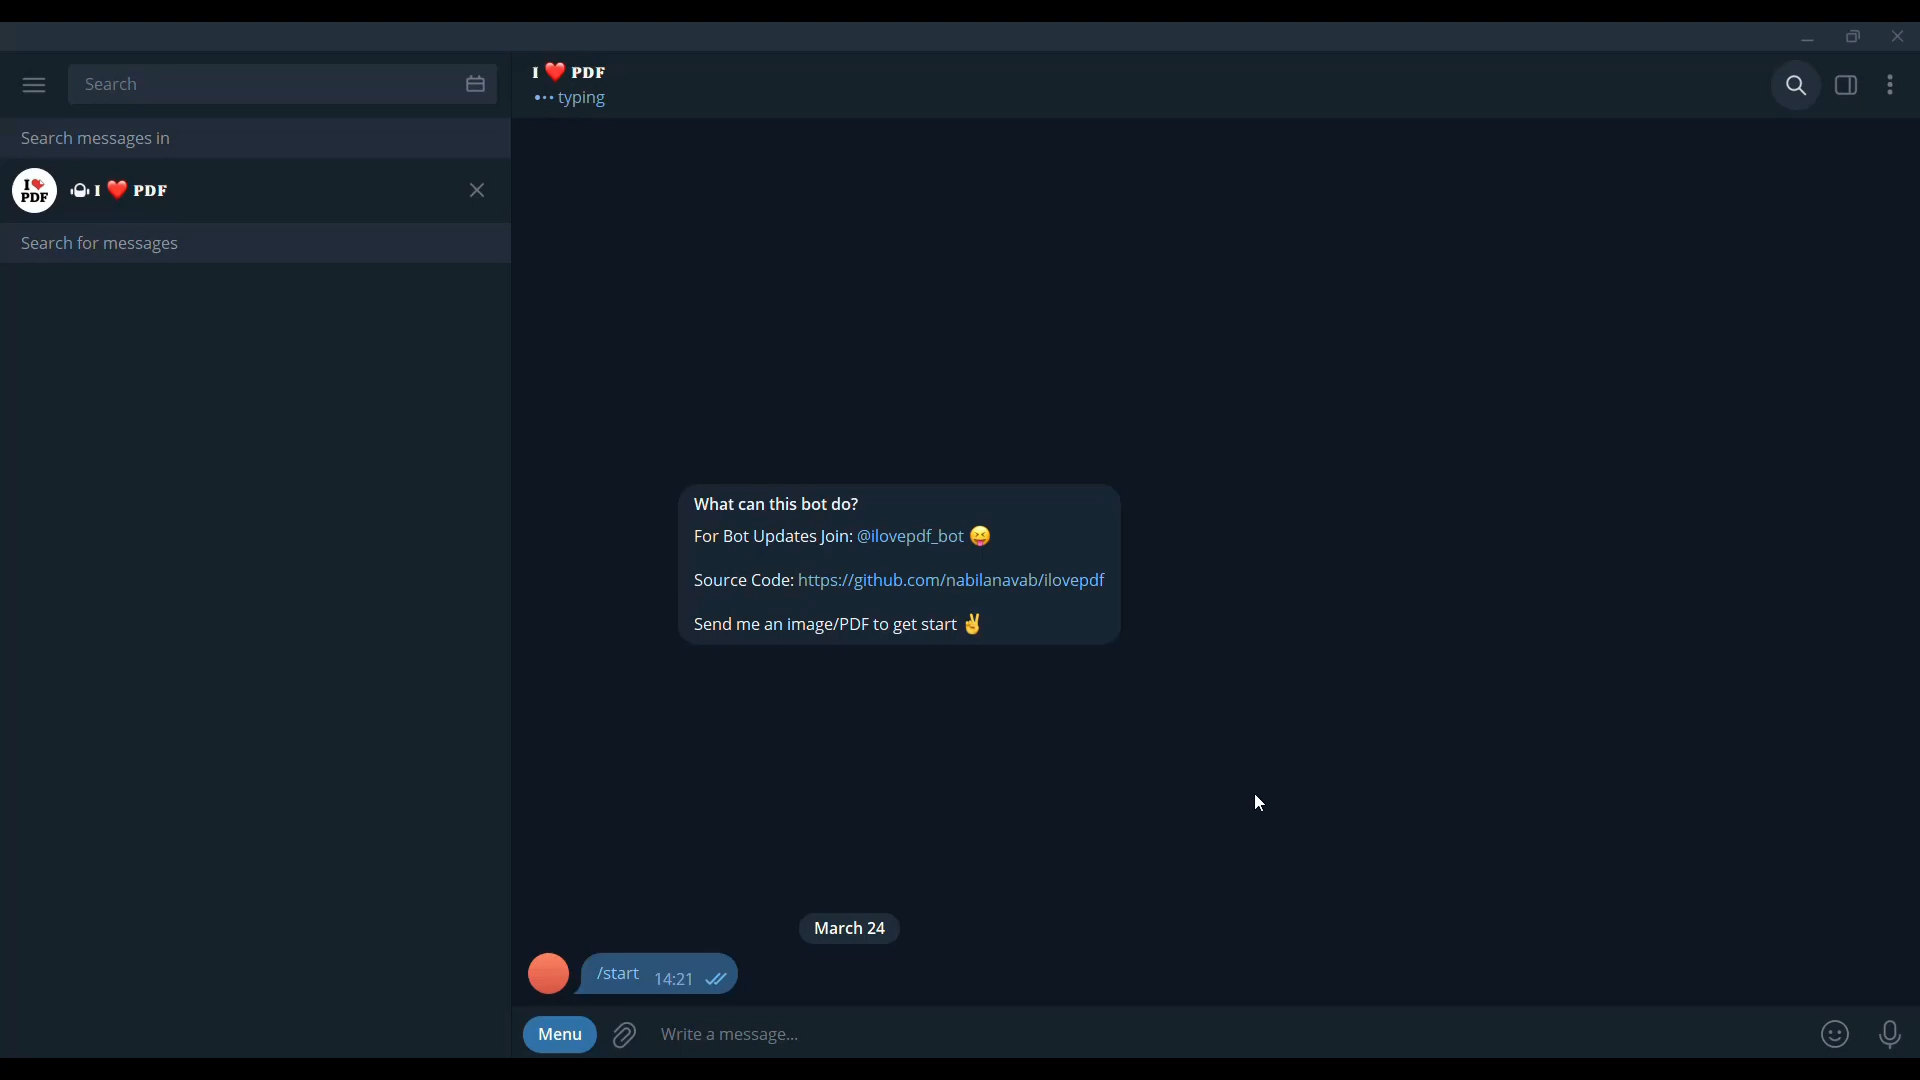 Search
Search messages in
I ❤️ PDF
I ❤️ PDF
Search for messages
I ❤️ PDF
typing
What can this bot do?
For Bot Updates Join: @ilovepdf_bot 😝
Source Code: https://github.com/nabilanavab/ilovepdf
Send me an image/PDF to get start ✌️
March 24
/start 14:21
Menu
Write a message...